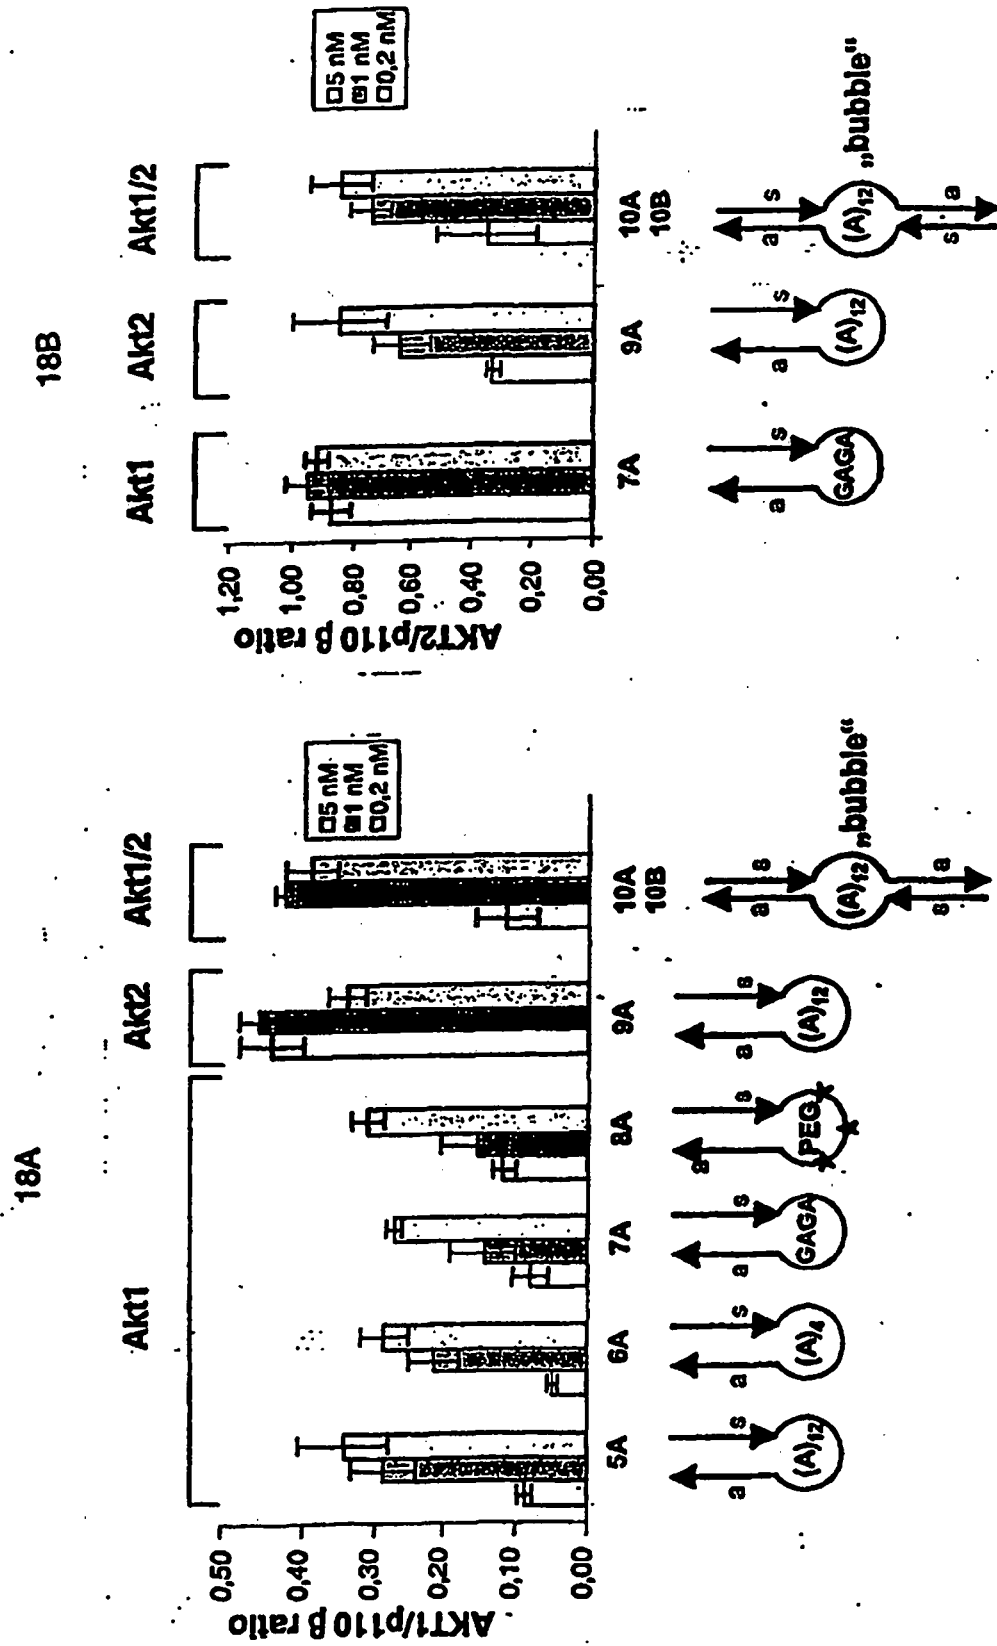 18A
Akt1
Akt2
Akt1/2
5 nM
1 nM
0,2 nM
AKT1/p110 β ratio
0,50
0,40
0,30
0,20
0,10
0,00
5A
6A
7A
8A
9A
10A
10B
a s
(A)12
a s
(A)4
a s
GAGA
a s
PEG
a s
(A)12
a s
(A)12 „bubble“
s a
18B
Akt1
Akt2
Akt1/2
5 nM
1 nM
0,2 nM
AKT2/p110 β ratio
1,20
1,00
0,80
0,60
0,40
0,20
0,00
7A
9A
10A
10B
a s
GAGA
a s
(A)12
a s
(A)12 „bubble“
s a